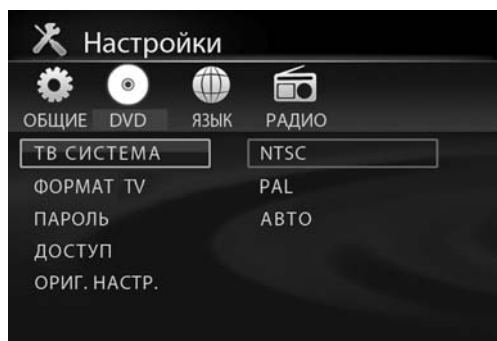 Настройки
ОБЩИЕ DVD ЯЗЫК РАДИО
ТВ СИСТЕМА NTSC
ФОРМАТ TV PAL
ПАРОЛЬ АВТО
ДОСТУП
ОРИГ. НАСТР.